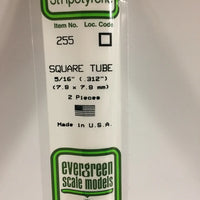 Item No. Loc. Code
255
SQUARE TUBE
5/16" (.312")
(7.9 x 7.9 mm)
2 Pieces
Made in U.S.A.
evergreen
scale models